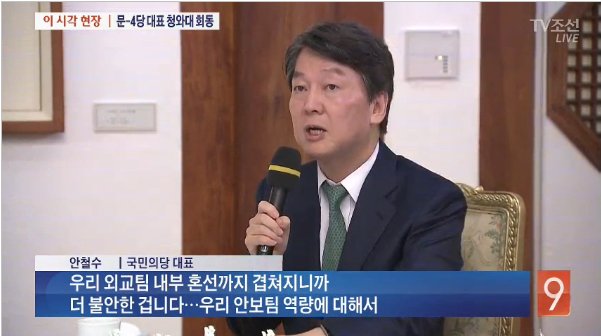 이 시각 현장 문-4당 대표 청와대 회동
TV조선
LIVE
안철수 국민의당 대표
우리 외교팀 내부 혼선까지 겹쳐지니까
더 불안한 겁니다…우리 안보팀 역량에 대해서
9